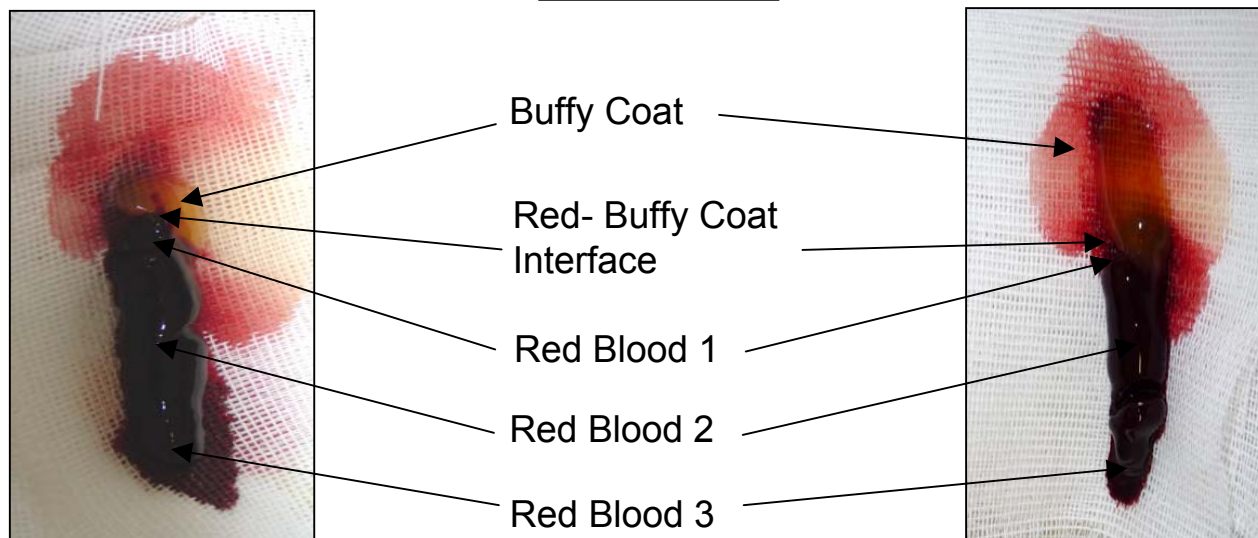 Buffy Coat
Red- Buffy Coat
Interface
Red Blood 1
Red Blood 2
Red Blood 3